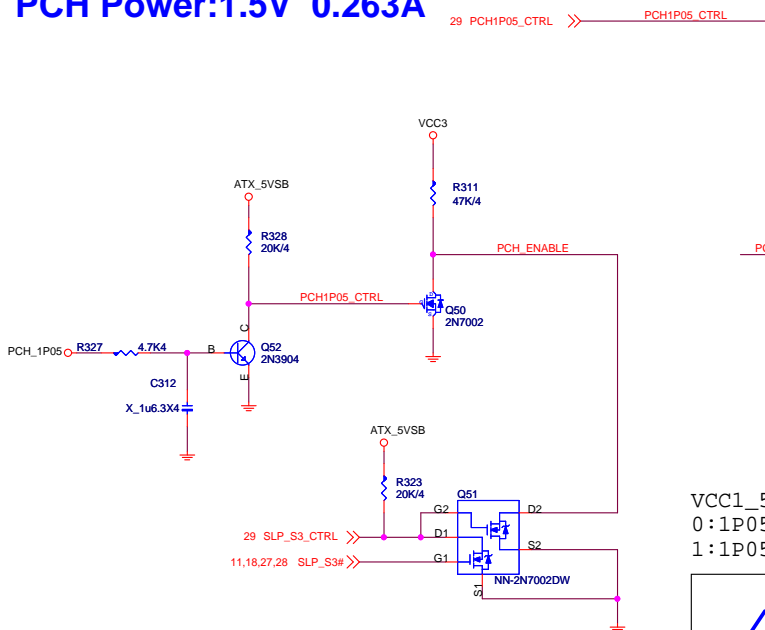 PCH Power:1.5V 0.263A
29 PCH1P05_CTRL
PCH1P05_CTRL
VCC3
R311
47K/4
ATX_5VSB
R328
20K/4
PCH_ENABLE
PCH1P05_CTRL
Q50
2N7002
C
PCH_1P05
R327
4.7K4
B
Q52
2N3904
E
C312
X_1u6.3X4
ATX_5VSB
R323
20K/4
Q51
G2
D2
29 SLP_S3_CTRL
D1
S2
11,18,27,28 SLP_S3#
G1
NN-2N7002DW
S1
VCC1_5
0:1P05
1:1P05